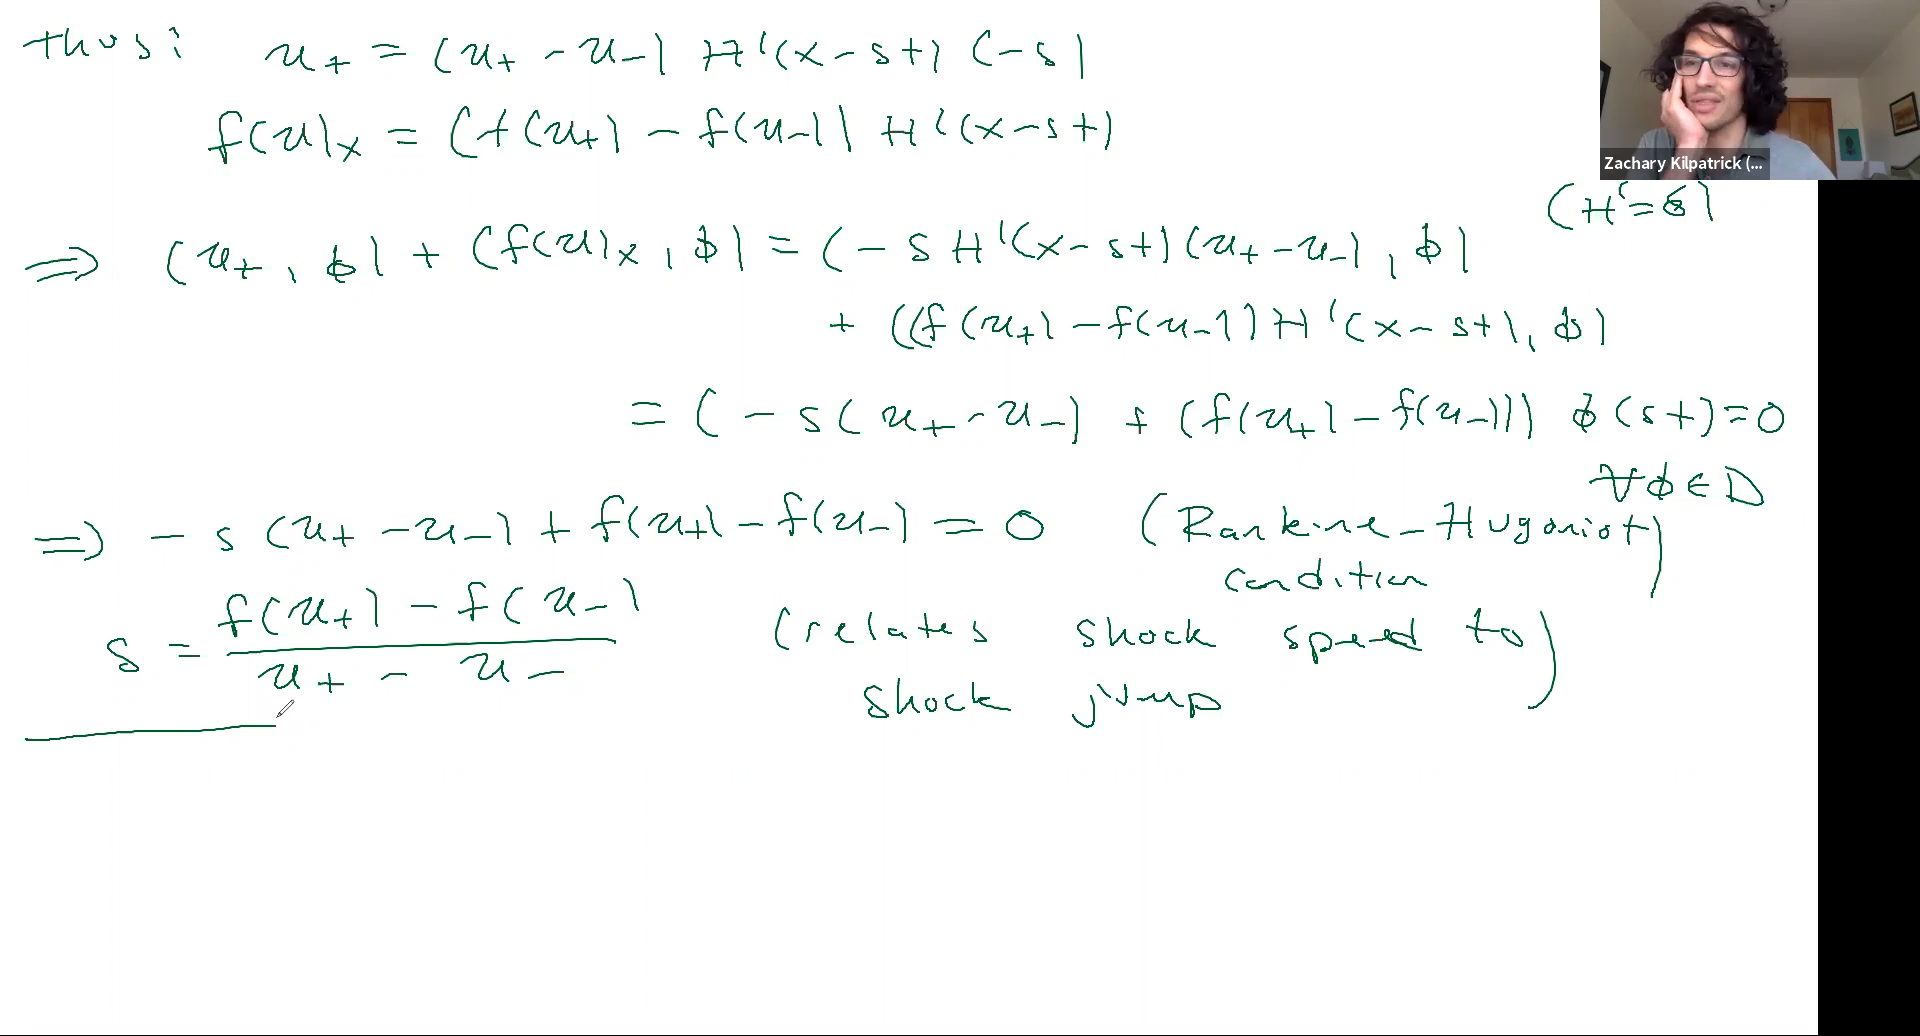 thus: u_t = (u_+ - u_-) H'(x - st) (-s)
f(u)_x = (f(u_+) - f(u_-)) H'(x - st)
Zachary Kilpatrick (...
(H' = δ)
⇒ (u_t, ϕ) + (f(u)_x, ϕ) = (-s H'(x - st)(u_+ - u_-), ϕ)
+ ((f(u_+) - f(u_-)) H'(x - st), ϕ)
= (-s(u_+ - u_-) + (f(u_+) - f(u_-))) ϕ(st) = 0
∀ϕ ∈ D
⇒ -s(u_+ - u_-) + f(u_+) - f(u_-) = 0 (Rankine-Hugoniot
condition)
s = \frac{f(u_+) - f(u_-)}{u_+ - u_-} (relates shock speed to
shock jump)